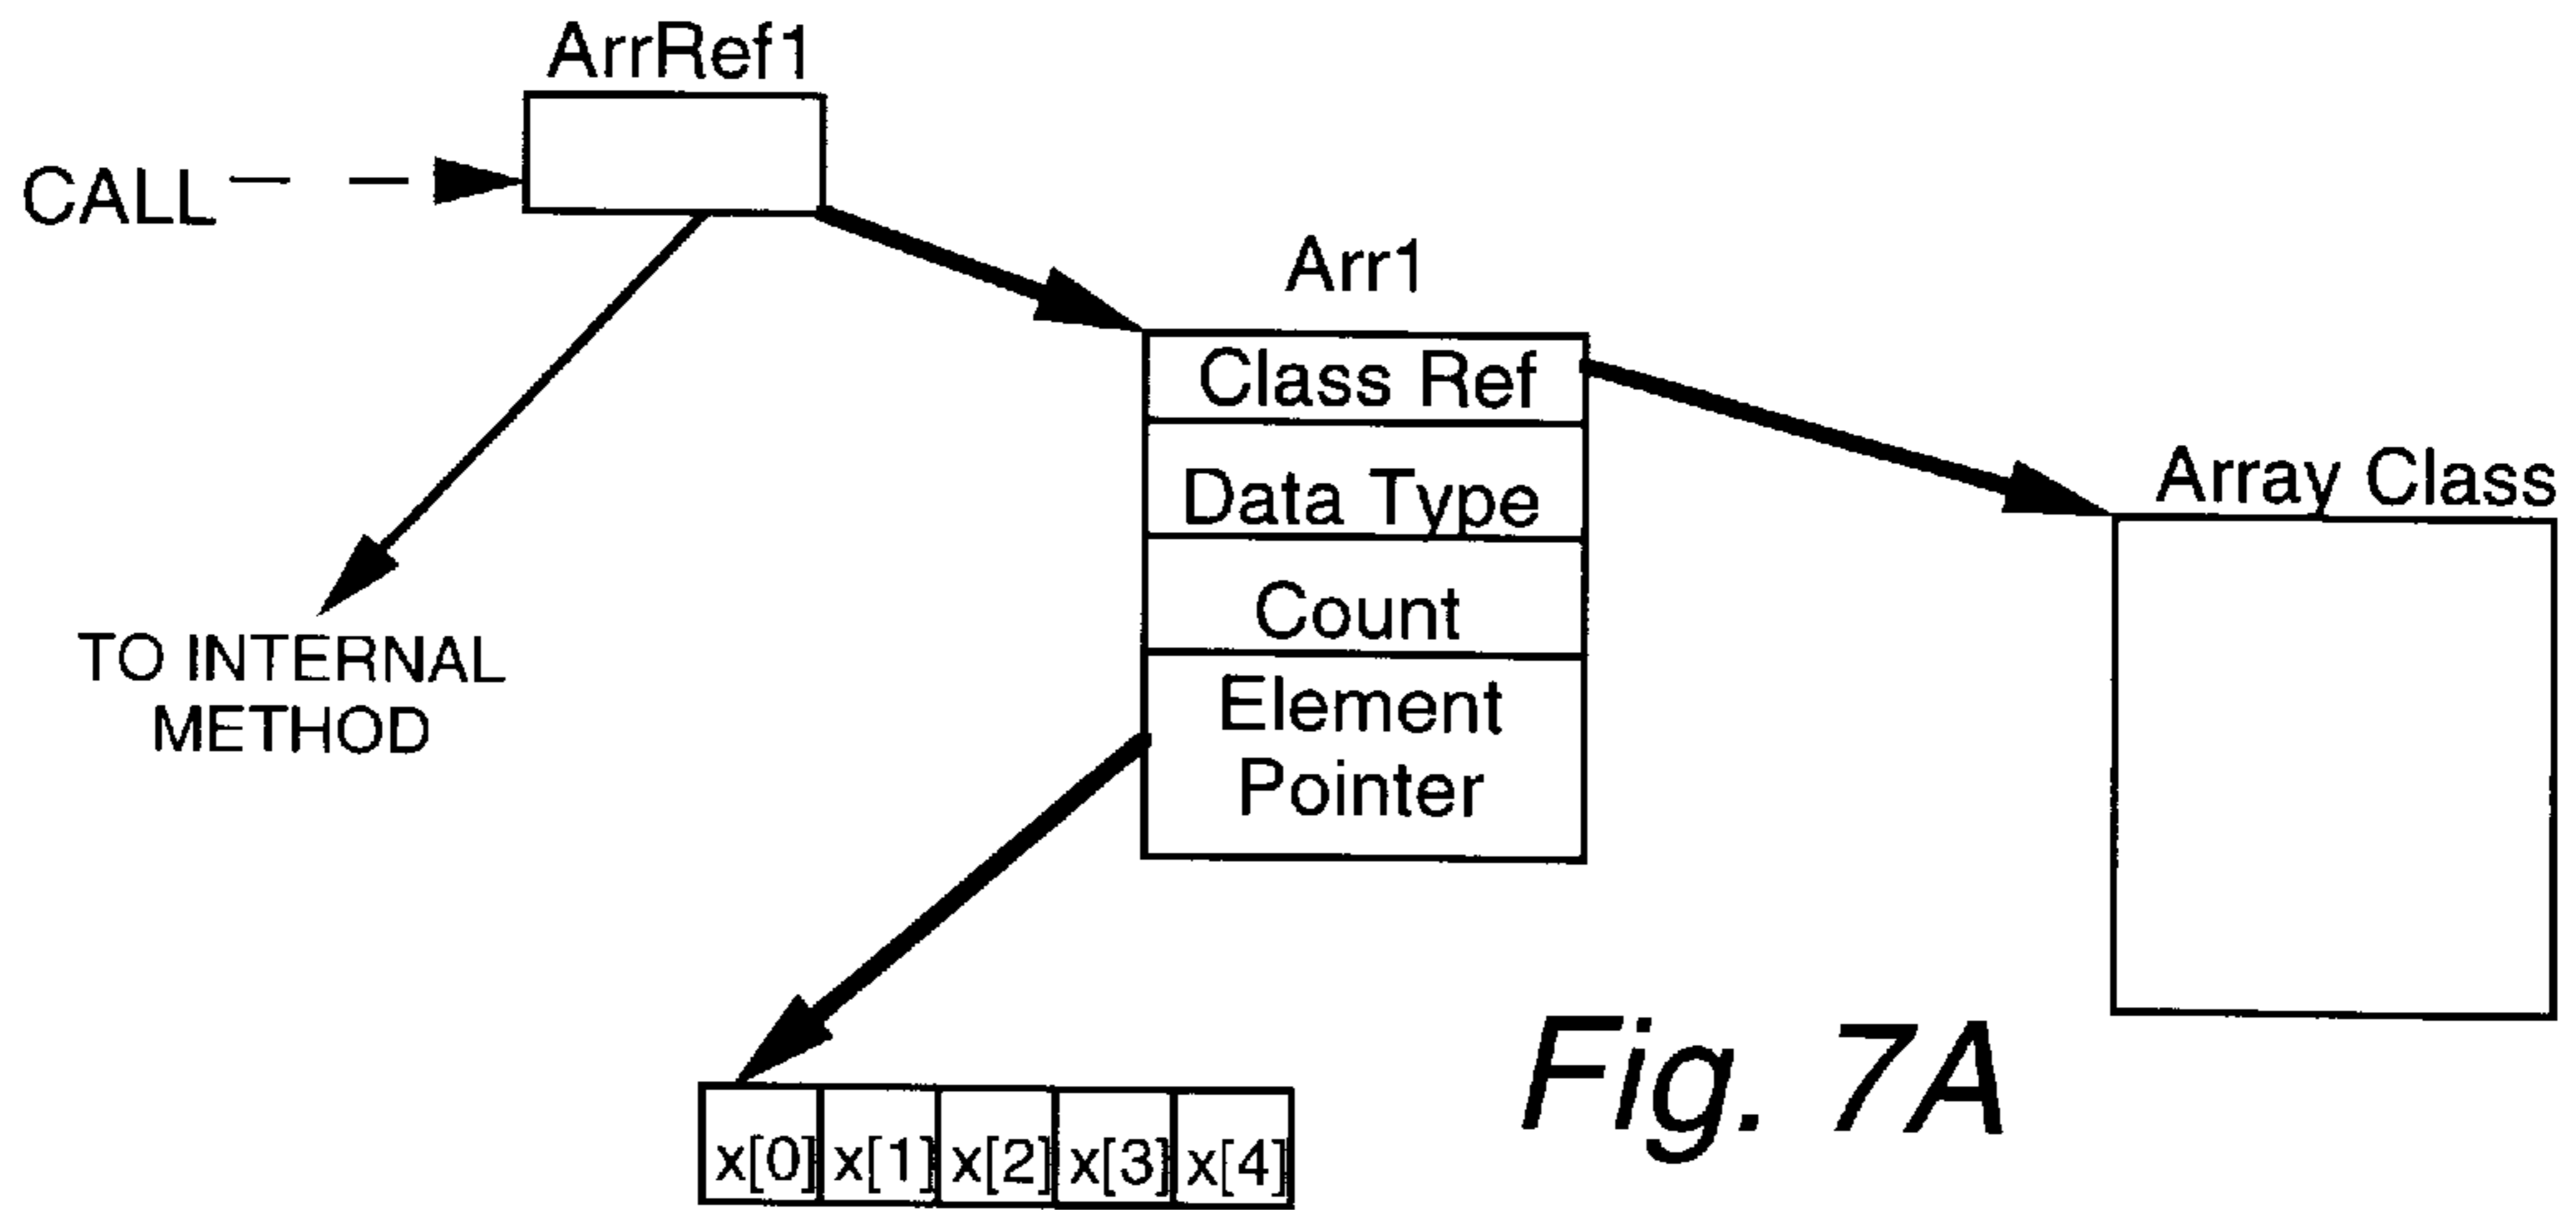 ArrRef1
CALL
Arr1
Class Ref
Data Type
Array Class
Count
TO INTERNAL
METHOD
Element
Pointer
x[0] x[1] x[2] x[3] x[4]
Fig. 7A